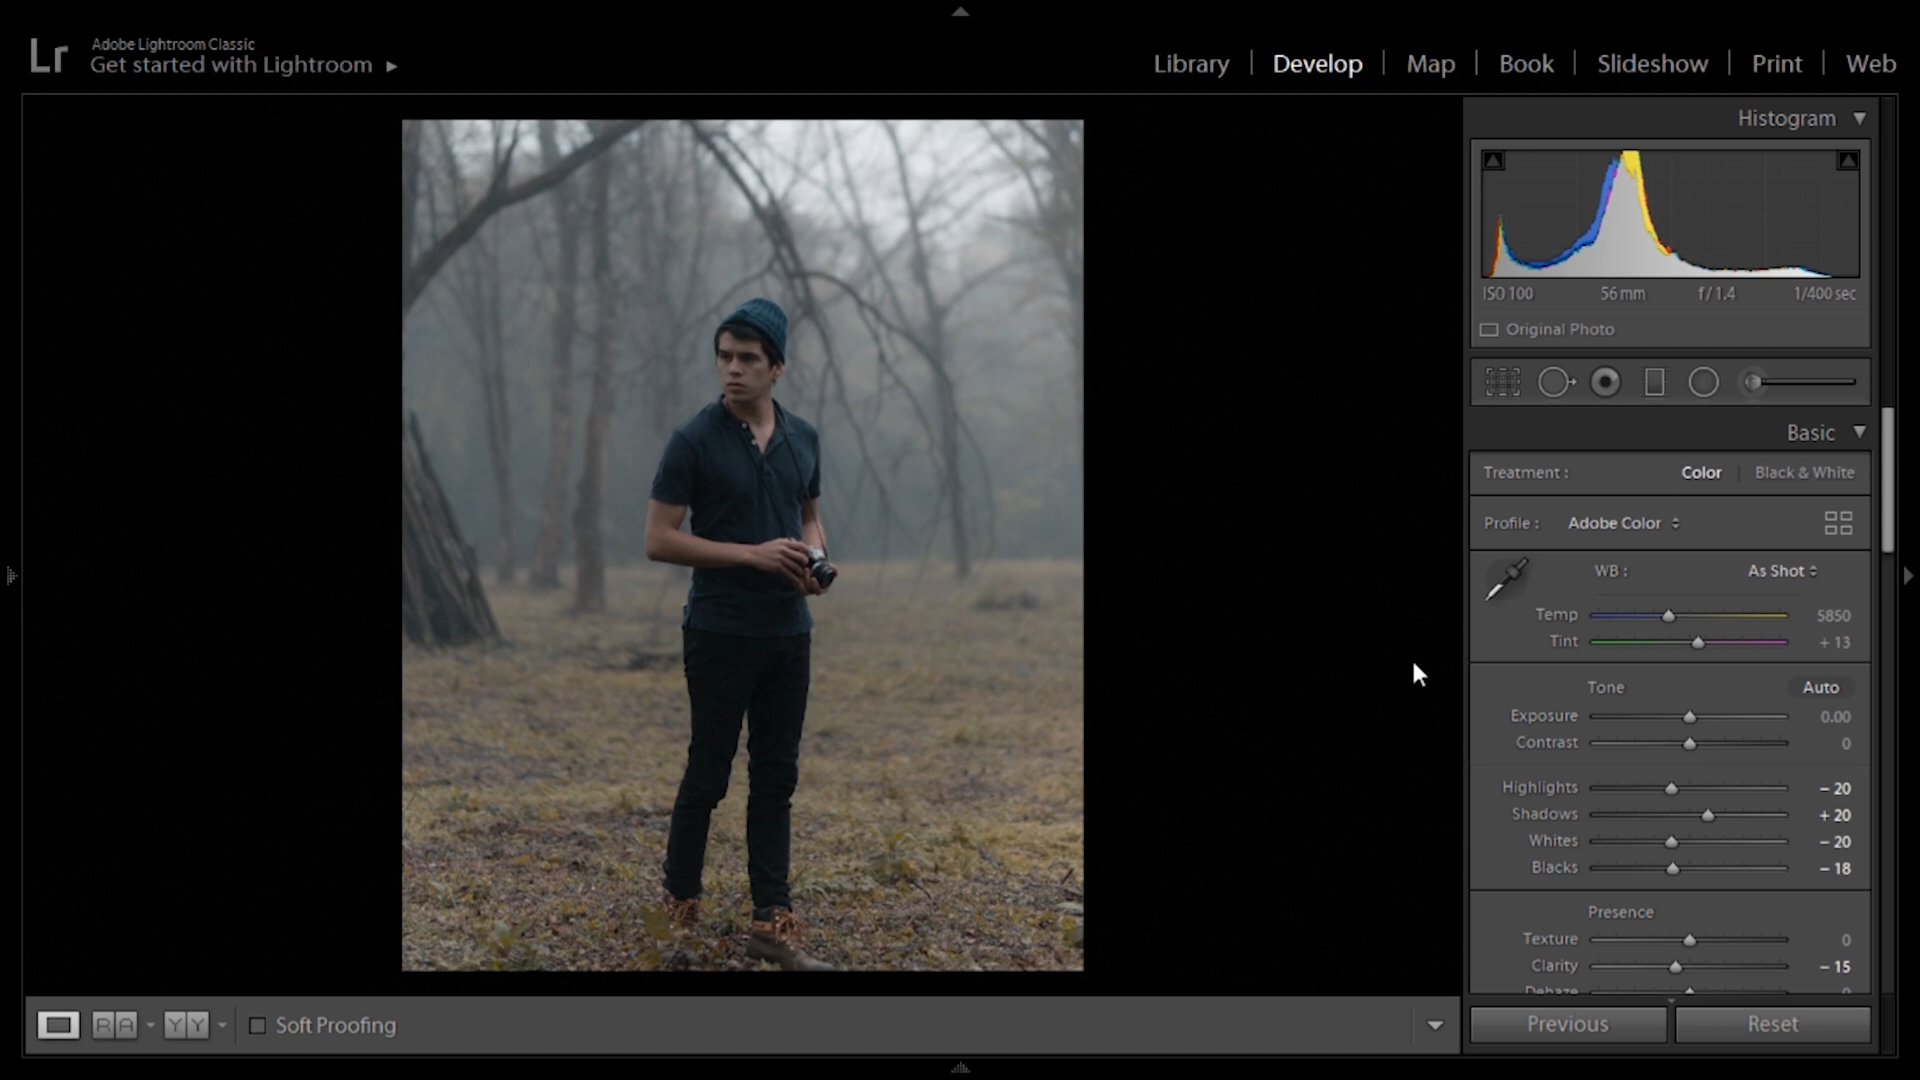 Lr
Adobe Lightroom Classic
Get started with Lightroom
Library | Develop | Map | Book | Slideshow | Print | Web
Histogram
ISO 100 56 mm f / 1.4 1/400 sec
Original Photo
Basic
Treatment : Color | Black & White
Profile : Adobe Color
WB : As Shot
Temp 5850
Tint + 13
Tone Auto
Exposure 0.00
Contrast 0
Highlights − 20
Shadows + 20
Whites − 20
Blacks − 18
Presence
Texture 0
Clarity − 15
Dehaze 0
Previous Reset
R A Y Y Soft Proofing